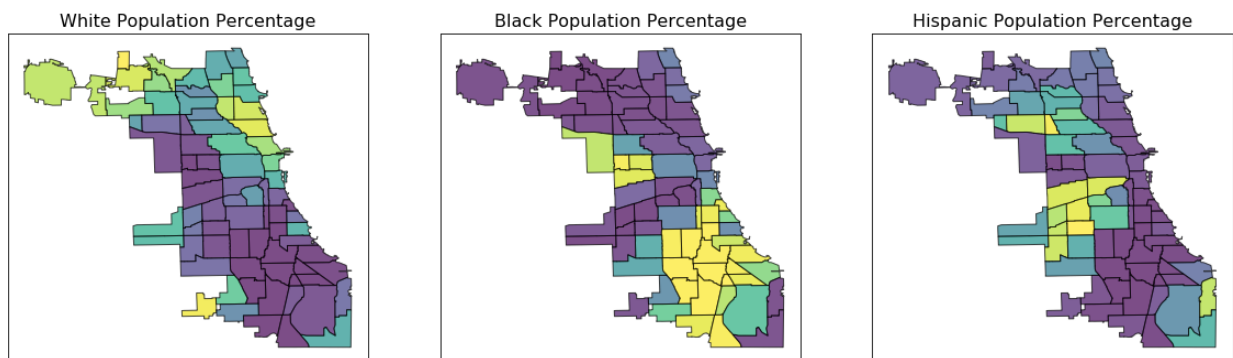 White Population Percentage
Black Population Percentage
Hispanic Population Percentage